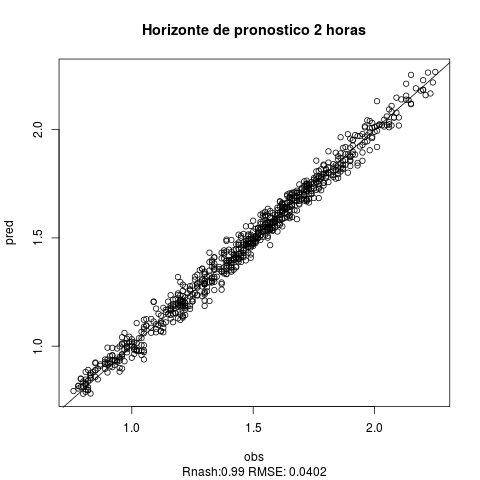 Horizonte de pronostico 2 horas
pred
2.0
1.5
1.0
1.0 1.5 2.0
obs
Rnash:0.99 RMSE: 0.0402